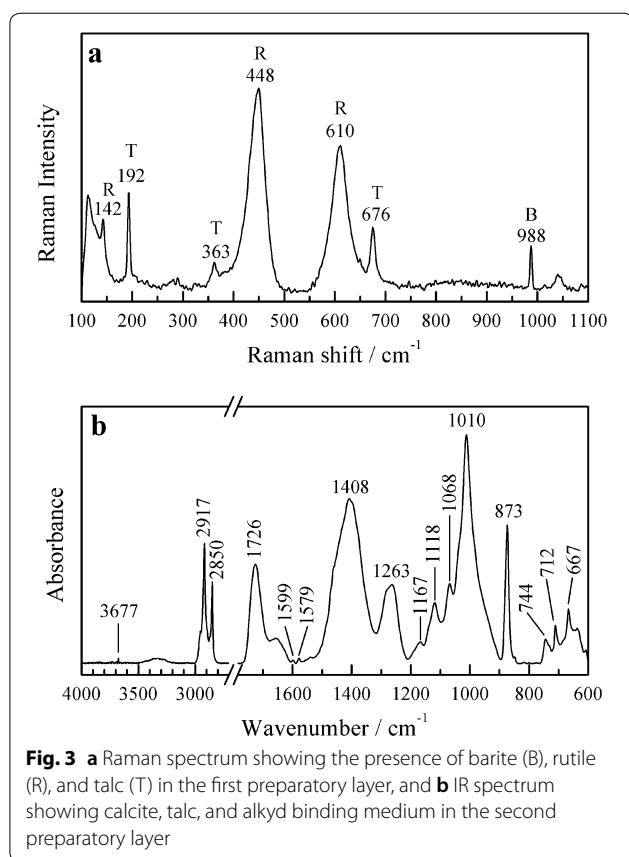 a
R
448
R
610
T
192
R
142
T
363
T
676
B
988
Raman Intensity
100 200 300 400 500 600 700 800 900 1000 1100
Raman shift / cm-1
b
3677
2917
2850
1726
1599
1579
1408
1263
1167
1118
1068
1010
873
744
712
667
Absorbance
4000 3000 1600 1400 1200 1000 800 600
Wavenumber / cm-1
Fig. 3 a Raman spectrum showing the presence of barite (B), rutile
(R), and talc (T) in the first preparatory layer, and b IR spectrum
showing calcite, talc, and alkyd binding medium in the second
preparatory layer